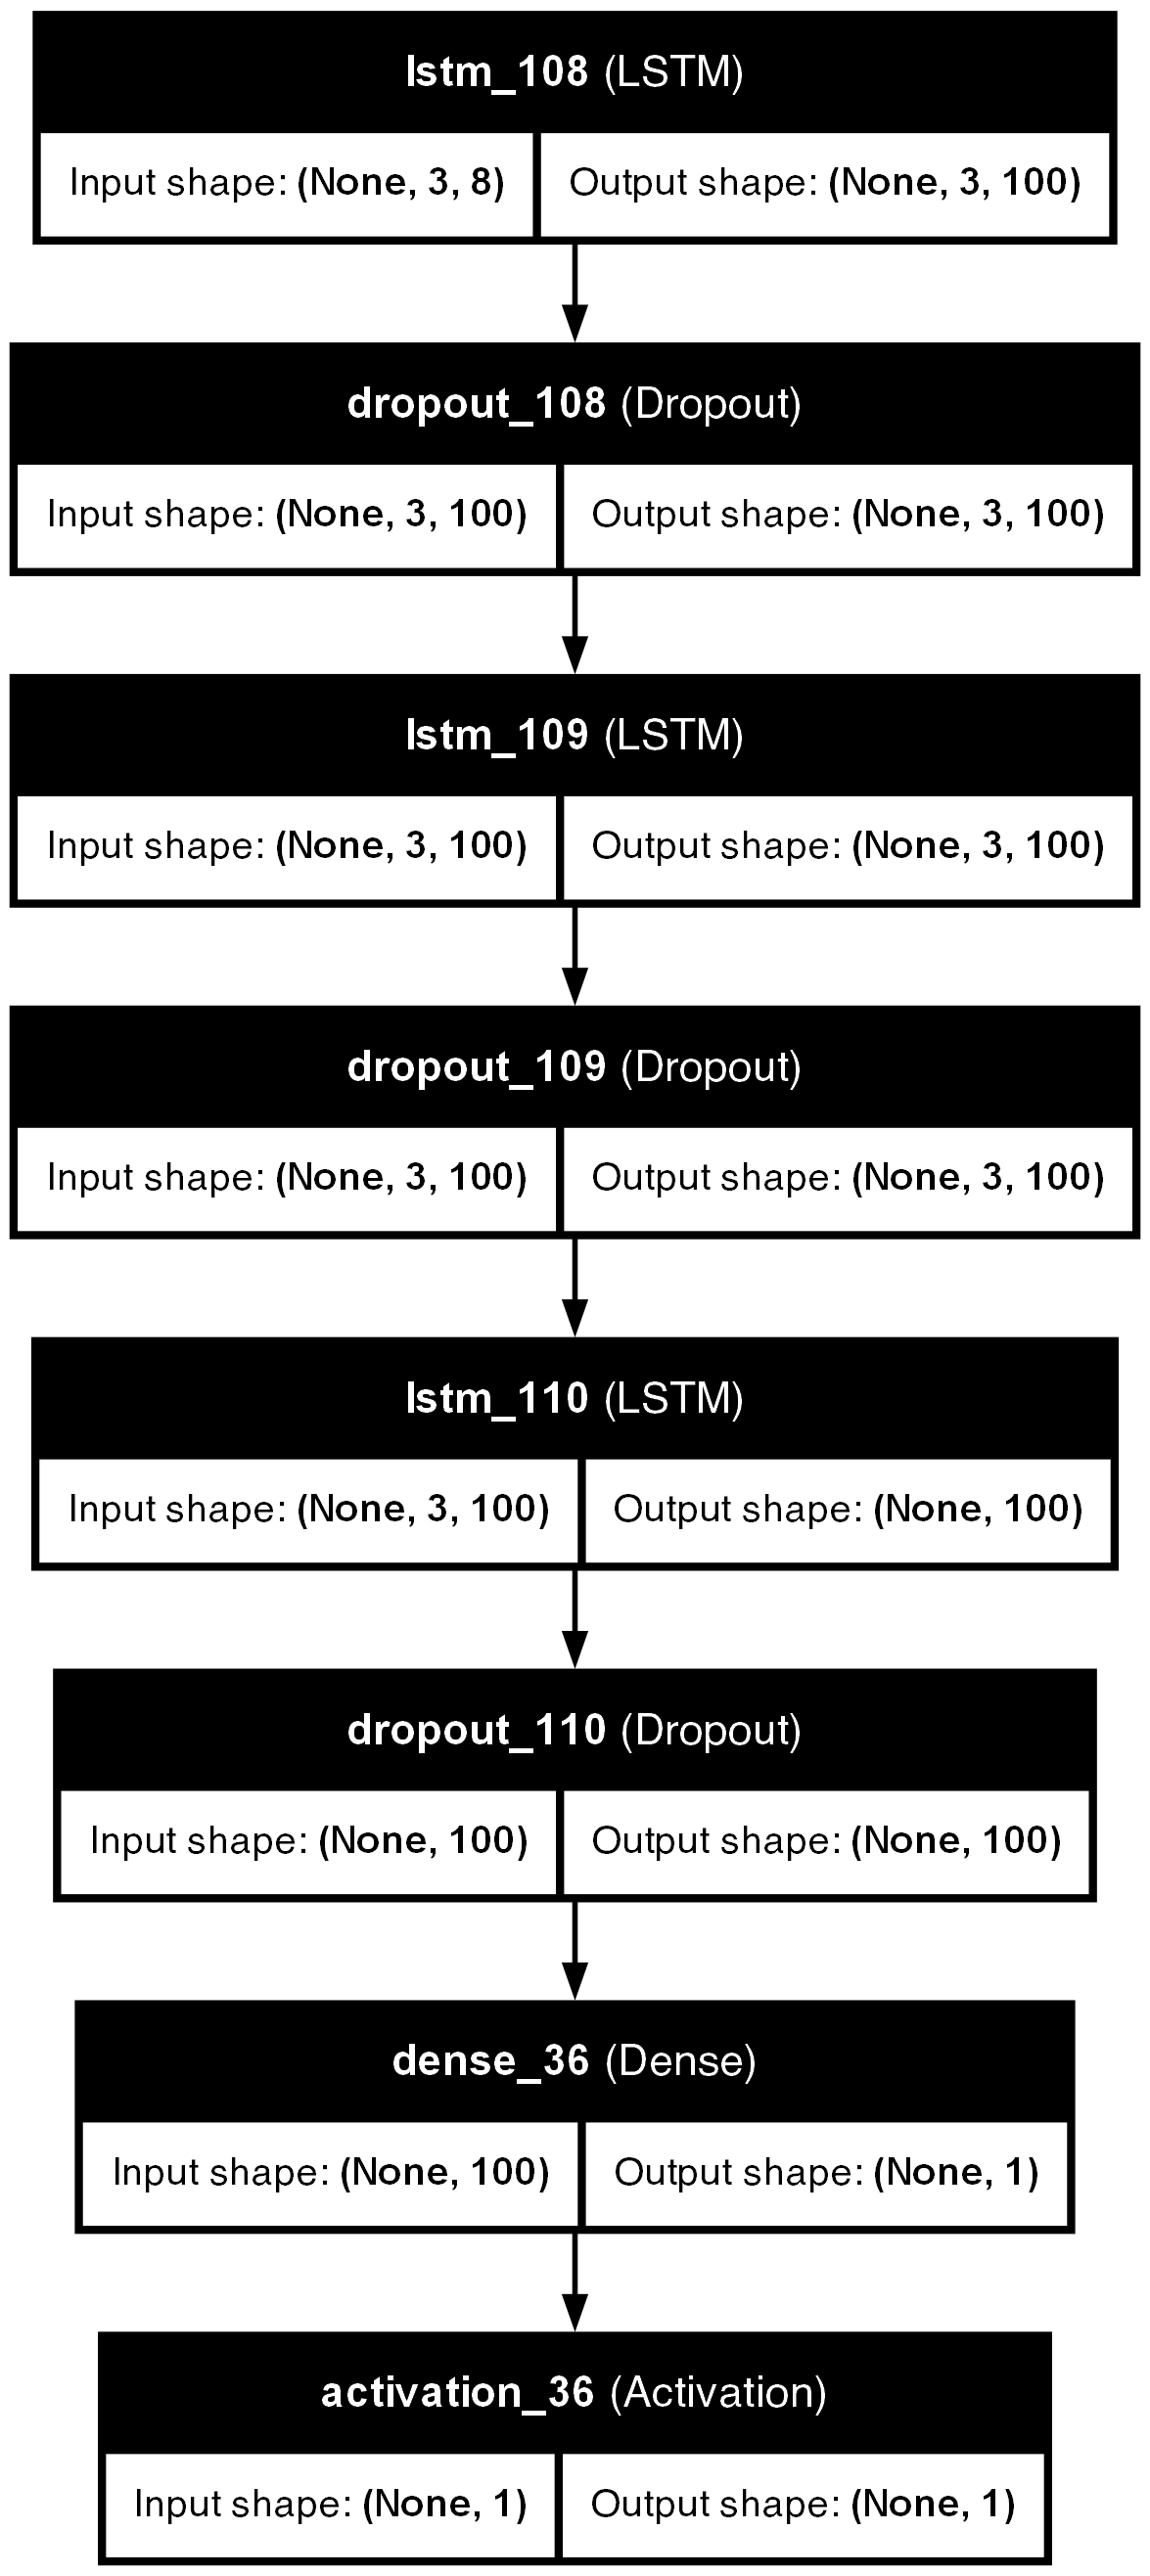 lstm_108 (LSTM)
Input shape: (None, 3, 8) Output shape: (None, 3, 100)
dropout_108 (Dropout)
Input shape: (None, 3, 100) Output shape: (None, 3, 100)
lstm_109 (LSTM)
Input shape: (None, 3, 100) Output shape: (None, 3, 100)
dropout_109 (Dropout)
Input shape: (None, 3, 100) Output shape: (None, 3, 100)
lstm_110 (LSTM)
Input shape: (None, 3, 100) Output shape: (None, 100)
dropout_110 (Dropout)
Input shape: (None, 100) Output shape: (None, 100)
dense_36 (Dense)
Input shape: (None, 100) Output shape: (None, 1)
activation_36 (Activation)
Input shape: (None, 1) Output shape: (None, 1)